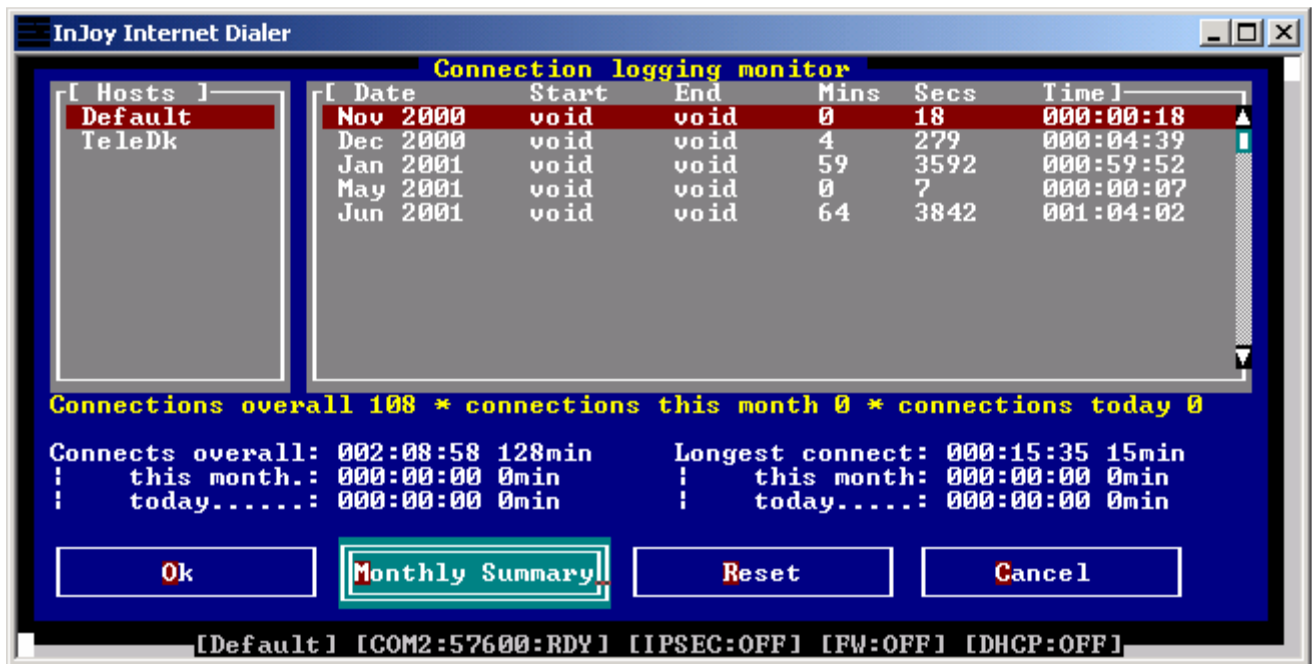 InJoy Internet Dialer
Connection logging monitor
[ Hosts ] [ Date Start End Mins Secs Time]
Default Nov 2000 void void 0 18 000:00:18
TeleDk Dec 2000 void void 4 279 000:04:39
Jan 2001 void void 59 3592 000:59:52
May 2001 void void 0 7 000:00:07
Jun 2001 void void 64 3842 001:04:02
Connections overall 108 * connections this month 0 * connections today 0
Connects overall: 002:08:58 128min Longest connect: 000:15:35 15min
¦ this month.: 000:00:00 0min ¦ this month: 000:00:00 0min
¦ today......: 000:00:00 0min ¦ today.....: 000:00:00 0min
Ok Monthly Summary Reset Cancel
[Default] [COM2:57600:RDY] [IPSEC:OFF] [FW:OFF] [DHCP:OFF]